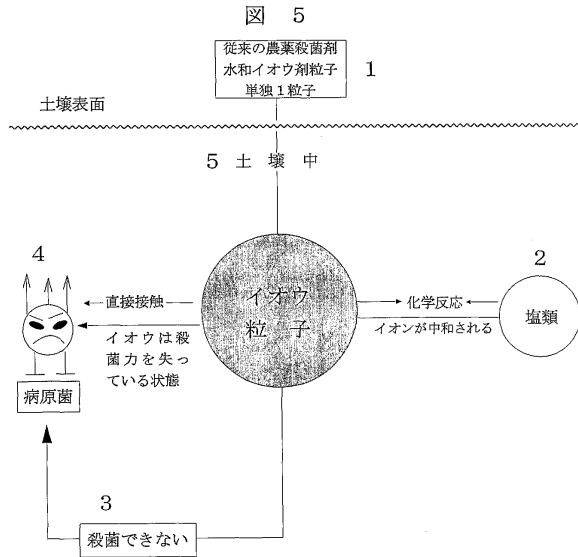 図 5
従来の農薬殺菌剤
水和イオウ剤粒子
単独1粒子
1
土壌表面
5 土 壌 中
4
2
直接接触
イオウ
粒 子
化学反応
塩類
イオウは殺
菌力を失っ
ている状態
イオンが中和される
病原菌
3
殺菌できない